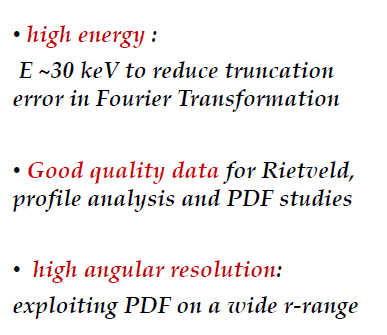 • high energy :
E ~30 keV to reduce truncation
error in Fourier Transformation
• Good quality data for Rietveld,
profile analysis and PDF studies
• high angular resolution:
exploiting PDF on a wide r-range